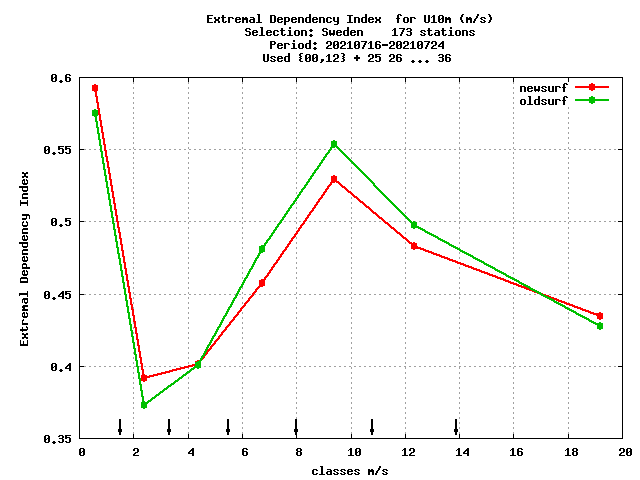 Extremal Dependency Index  for U10m (m/s)
Selection: Sweden    173 stations
Period: 20210716-20210724
Used {00,12} + 25 26 ... 36
newsurf
oldsurf
0.6
0.55
0.5
0.45
0.4
0.35
Extremal Dependency Index
0 2 4 6 8 10 12 14 16 18 20
classes m/s